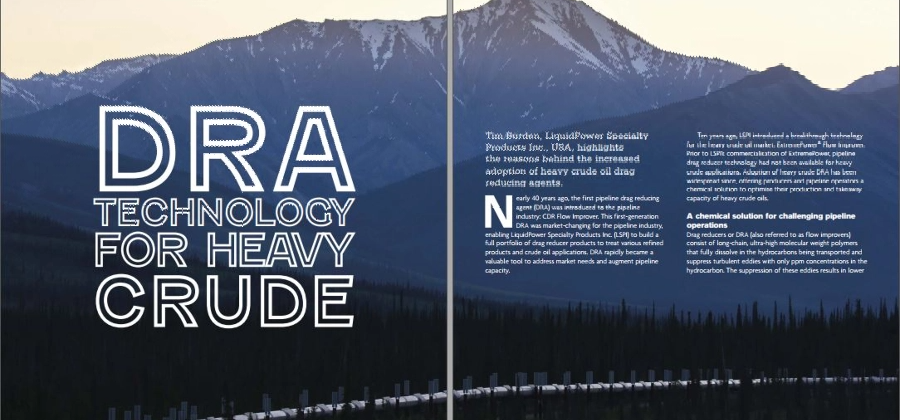 DRA
TECHNOLOGY
FOR HEAVY
CRUDE
Tim Burden, LiquidPower Specialty
Products Inc., USA, highlights
the reasons behind the increased
adoption of heavy crude oil drag
reducing agents.
Nearly 40 years ago, the first pipeline drag reducing
agent (DRA) was introduced to the pipeline
industry: CDR Flow Improver. This first-generation
DRA was market-changing for the pipeline industry,
enabling LiquidPower Specialty Products Inc. (LSPI) to build a
full portfolio of drag reducer products to treat various refined
products and crude oil applications. DRA rapidly became a
valuable tool to address market needs and augment pipeline
capacity.
Ten years ago, LSPI introduced a breakthrough technology
for the heavy crude oil market: ExtremePower® Flow Improvers.
Prior to LSPI's commercialisation of ExtremePower, pipeline
drag reducer technology had not been available for heavy
crude applications. Adoption of heavy crude DRA has been
widespread since, offering producers and pipeline operators a
chemical solution to optimise their production and takeaway
capacity of heavy crude oils.
A chemical solution for challenging pipeline
operations
Drag reducers or DRA (also referred to as flow improvers)
consist of long-chain, ultra-high molecular weight polymers
that fully dissolve in the hydrocarbons being transported and
suppress turbulent eddies with only ppm concentrations in the
hydrocarbon. The suppression of these eddies results in lower